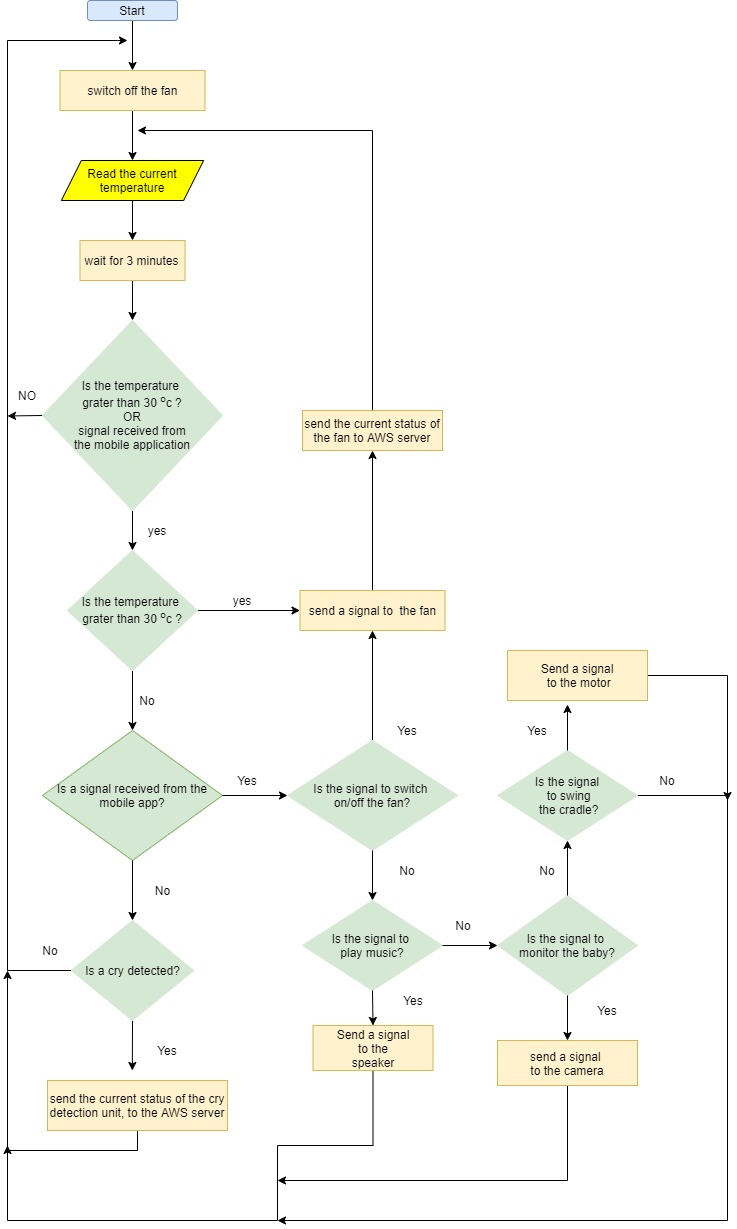 Start
switch off the fan
Read the current
temperature
wait for 3 minutes
Is the temperature
grater than 30 ᵒc ?
OR
signal received from
the mobile application
NO
yes
send the current status of
the fan to AWS server
Is the temperature
grater than 30 ᵒc ?
yes
send a signal to the fan
No
Send a signal
to the motor
Is a signal received from the
mobile app?
Yes
Is the signal to switch
on/off the fan?
Yes
Is the signal
to swing
the cradle?
Yes
No
No
No
No
Is a cry detected?
No
Is the signal to
play music?
No
Is the signal to
monitor the baby?
Yes
Yes
Yes
Send a signal
to the
speaker
send a signal
to the camera
send the current status of the cry
detection unit, to the AWS server